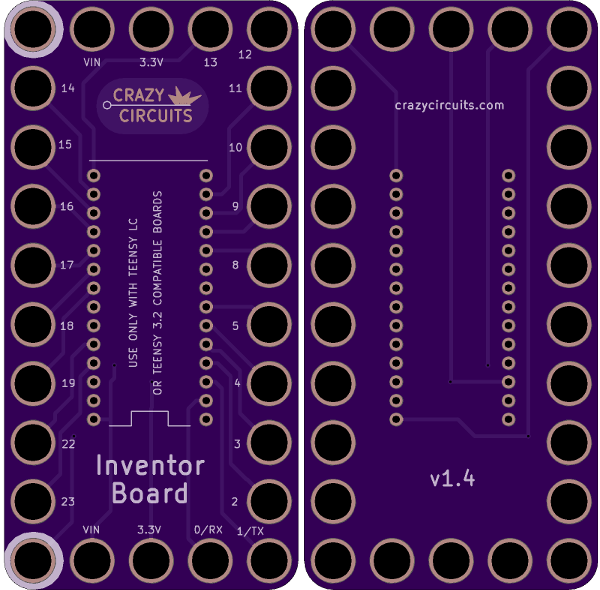 VIN 3.3V 13 12
14 11
CRAZY
CIRCUITS
crazycircuits.com
15 10
16 9
17 8
USE ONLY WITH TEENSY LC
OR TEENSY 3.2 COMPATIBLE BOARDS
18 5
19 4
22 3
Inventor
Board
v1.4
23 2
VIN 3.3V 0/RX 1/TX